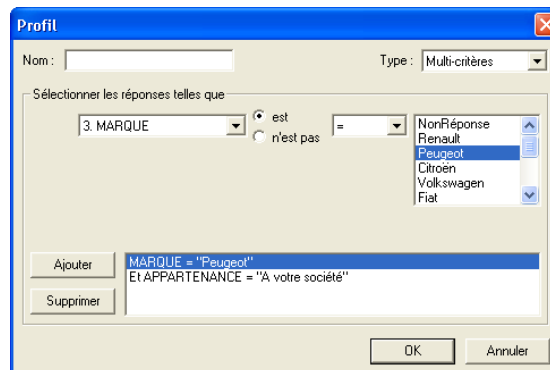 Profil
Nom :
Type : Multi-critères
Sélectionner les réponses telles que
3. MARQUE
est
n'est pas
=
NonRéponse
Renault
Peugeot
Citroën
Volkswagen
Fiat
Ajouter
Supprimer
MARQUE = "Peugeot"
Et APPARTENANCE = "A votre société"
OK
Annuler